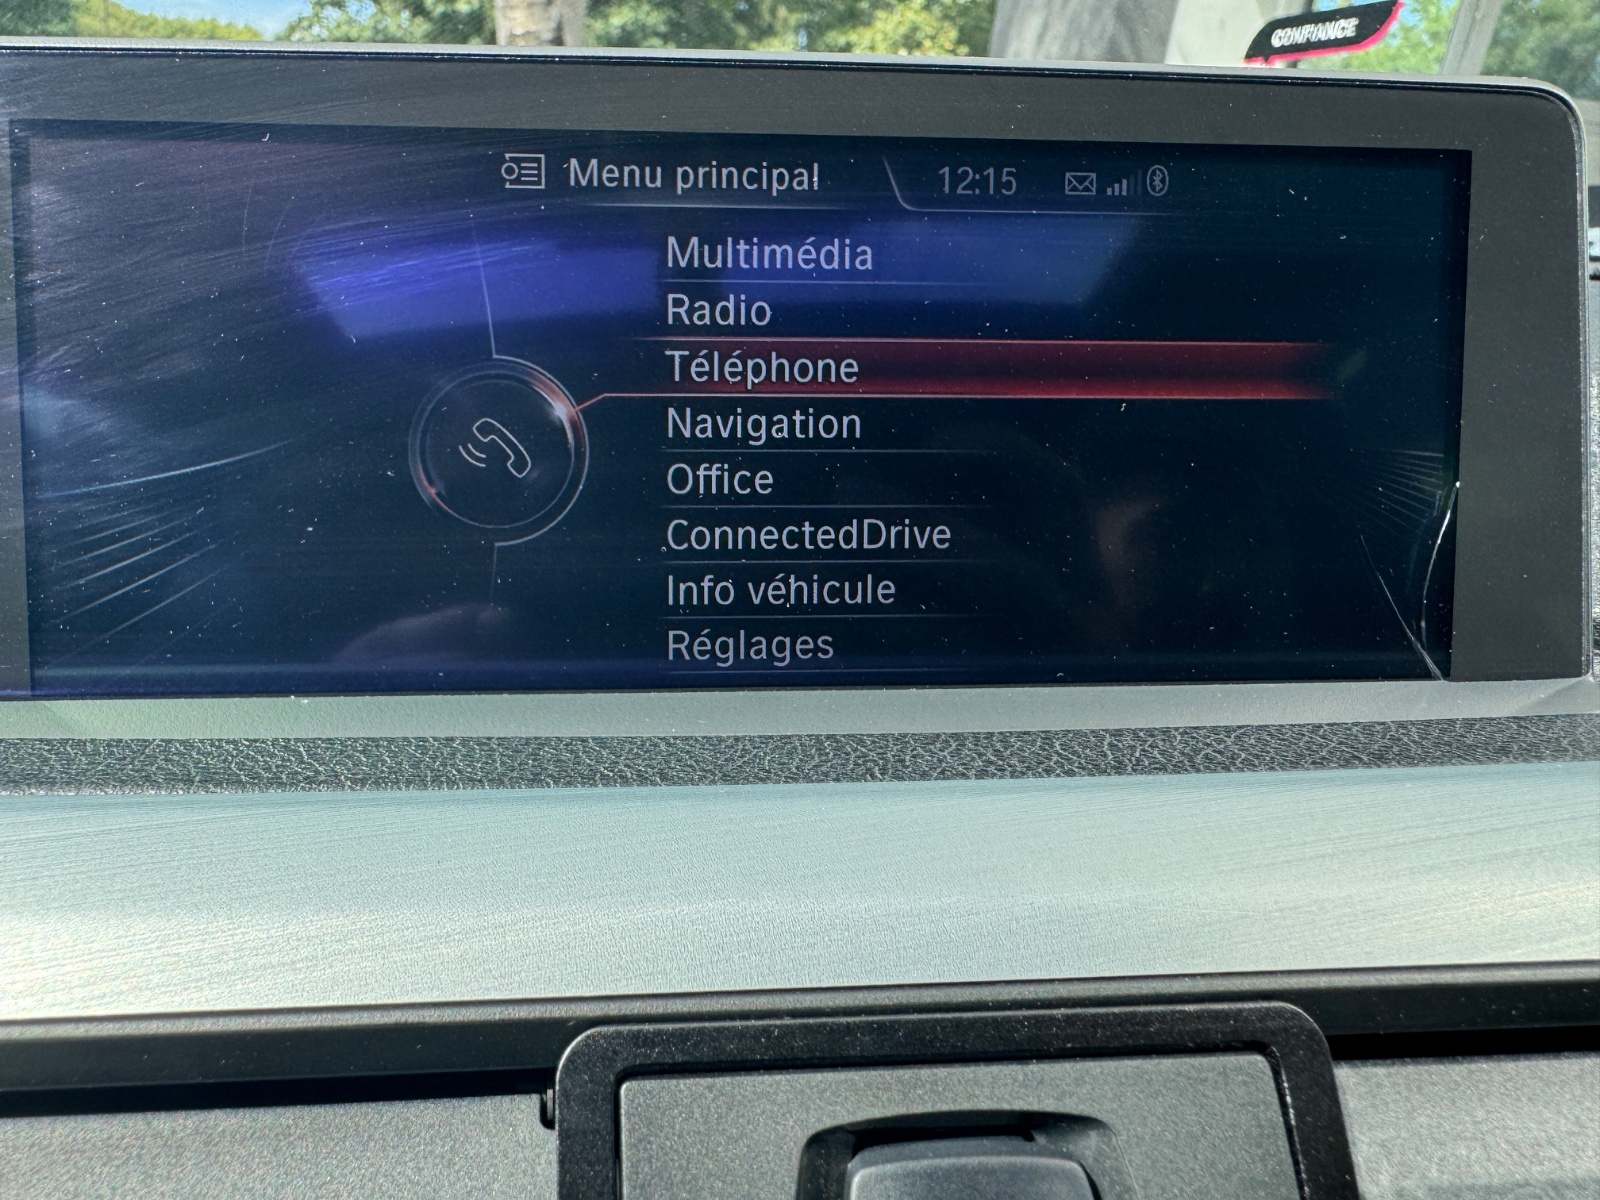 CONFIANCE
Menu principal 12:15
Multimédia
Radio
Téléphone
Navigation
Office
ConnectedDrive
Info véhicule
Réglages